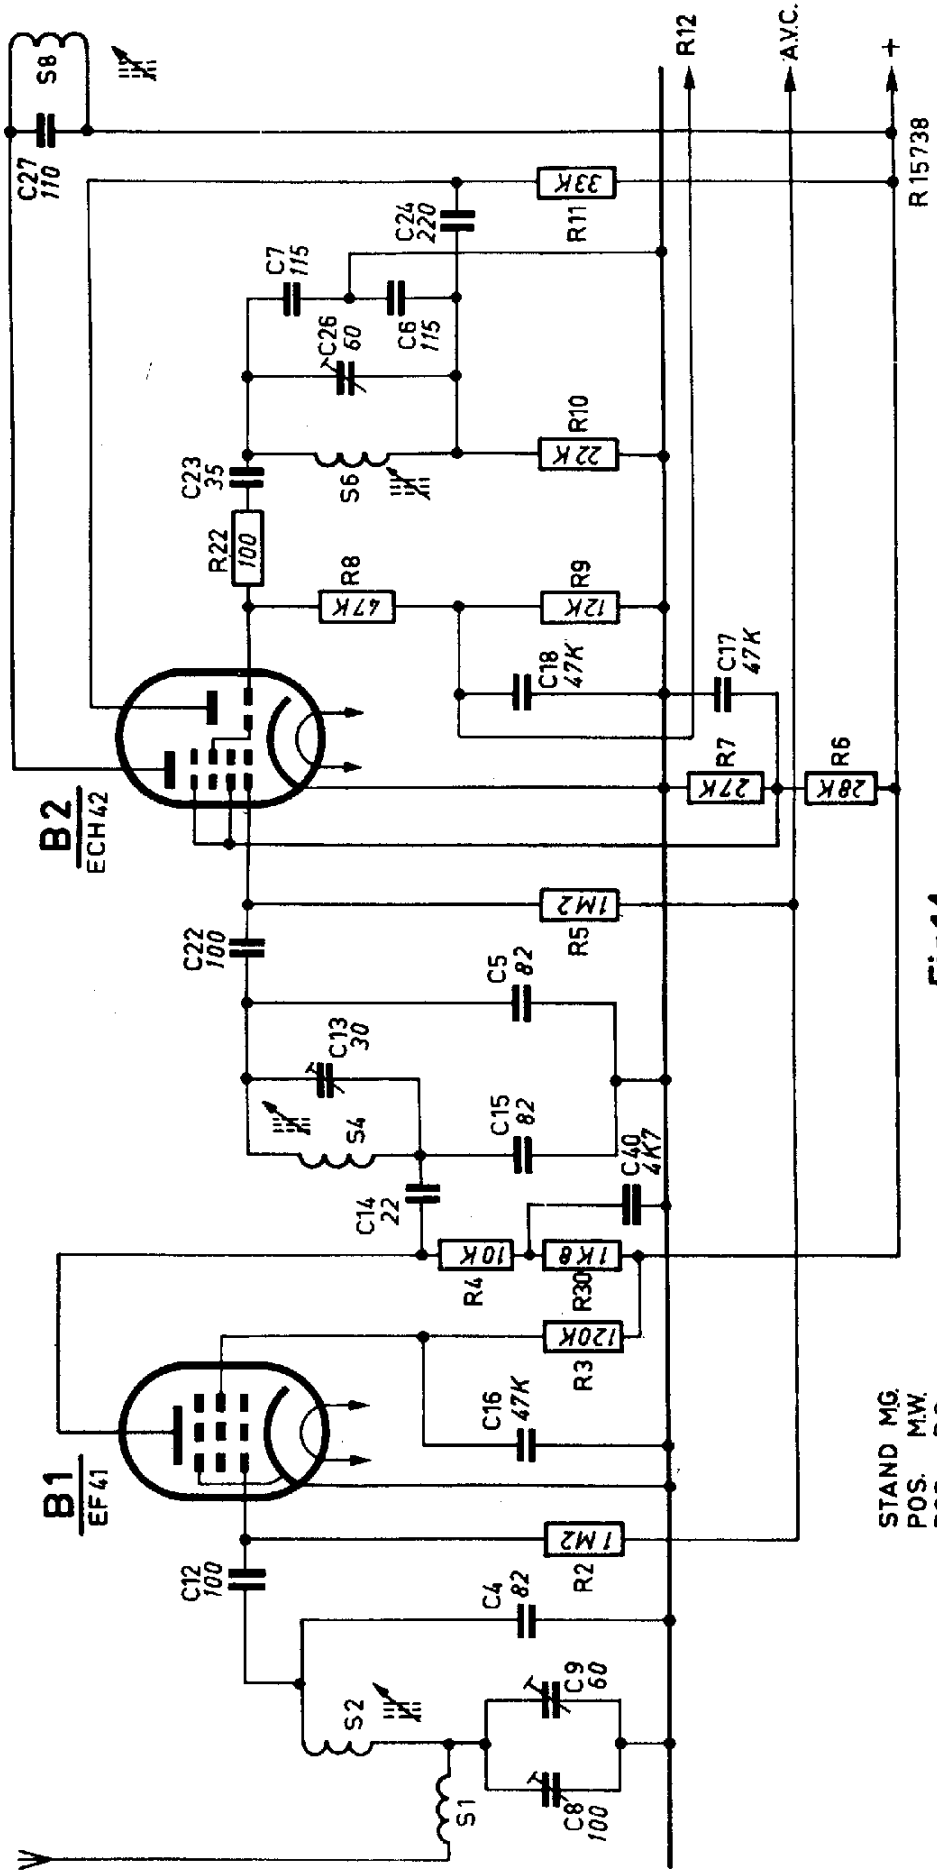 B1
EF41
B2
ECH42
S1
S2
C8
100
C9
60
C4
82
C12
100
R2
1M2
C16
47K
R3
120K
R4
10K
R30
1K8
C40
4K7
C14
22
S4
C13
30
C15
82
C5
82
C22
100
R5
1M2
R7
27K
R6
28K
C17
47K
C18
47K
R8
47K
R9
12K
R22
100
C23
35
S6
R10
22K
C26
60
C7
115
C6
115
C24
220
R11
33K
C27
110
S8
R12
A.V.C.
+
R15738
STAND MG.
POS. M.W.